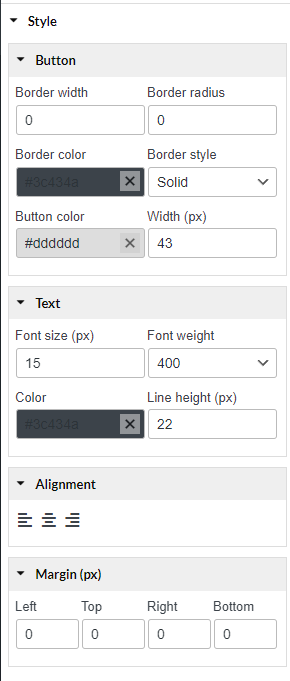 Style
Button
Border width Border radius
0 0
Border color Border style
#3c434a Solid
Button color Width (px)
#dddddd 43
Text
Font size (px) Font weight
15 400
Color Line height (px)
#3c434a 22
Alignment
Margin (px)
Left Top Right Bottom
0 0 0 0